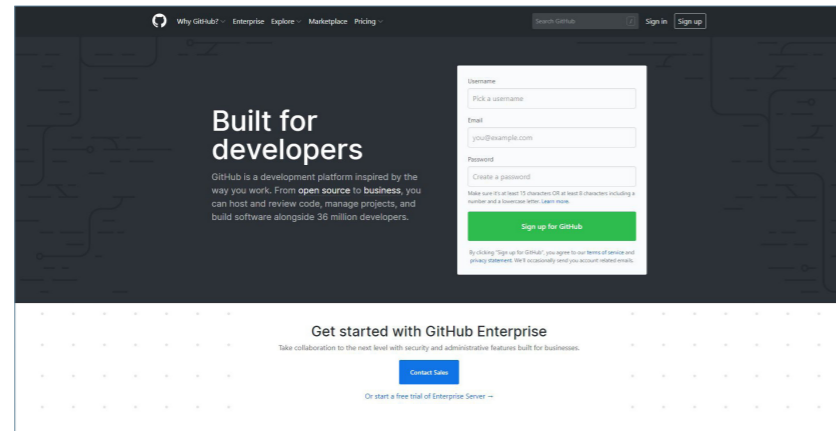 Why GitHub? Enterprise Explore Marketplace Pricing Search GitHub / Sign in Sign up
Built for
developers
GitHub is a development platform inspired by the
way you work. From open source to business, you
can host and review code, manage projects, and
build software alongside 36 million developers.
Username
Pick a username
Email
you@example.com
Password
Create a password
Make sure it's at least 15 characters OR at least 8 characters including a
number and a lowercase letter. Learn more.
Sign up for GitHub
By clicking "Sign up for GitHub", you agree to our terms of service and
privacy statement. We'll occasionally send you account related emails.
Get started with GitHub Enterprise
Take collaboration to the next level with security and administrative features built for businesses.
Contact Sales
Or start a free trial of Enterprise Server →